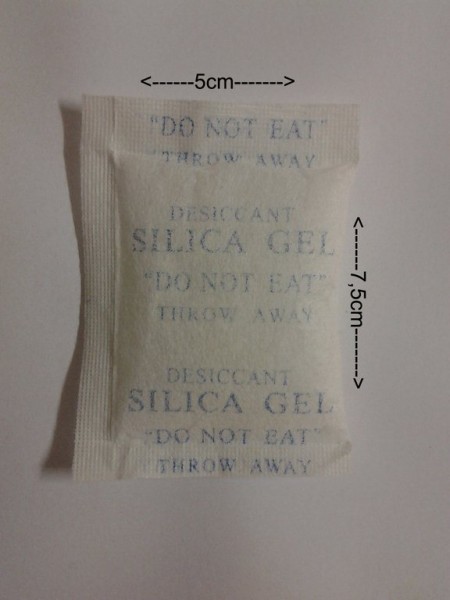 <------5cm------->
"DO NOT EAT"
THROW AWAY
DESICCANT
SILICA GEL
"DO NOT EAT"
THROW AWAY
DESICCANT
SILICA GEL
"DO NOT EAT"
THROW AWAY
<------7,5cm------->